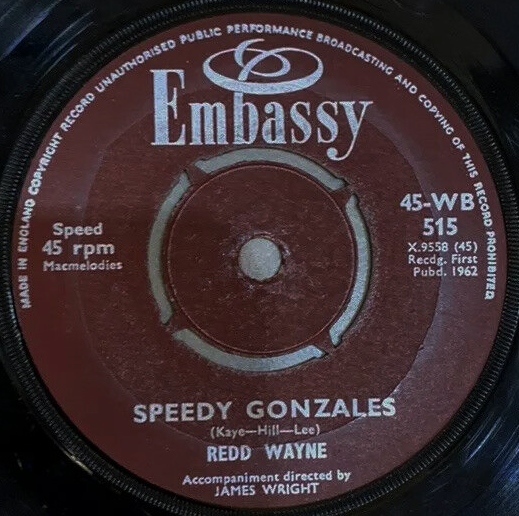 MADE IN ENGLAND COPYRIGHT RECORD UNAUTHORISED PUBLIC PERFORMANCE BROADCASTING AND COPYING OF THIS RECORD PROHIBITED
Embassy
Speed
45 rpm
Macmelodies
45-WB
515
X.9558 (45)
Recdg. First
Pubd. 1962
SPEEDY GONZALES
(Kaye—Hill—Lee)
REDD WAYNE
Accompaniment directed by
JAMES WRIGHT